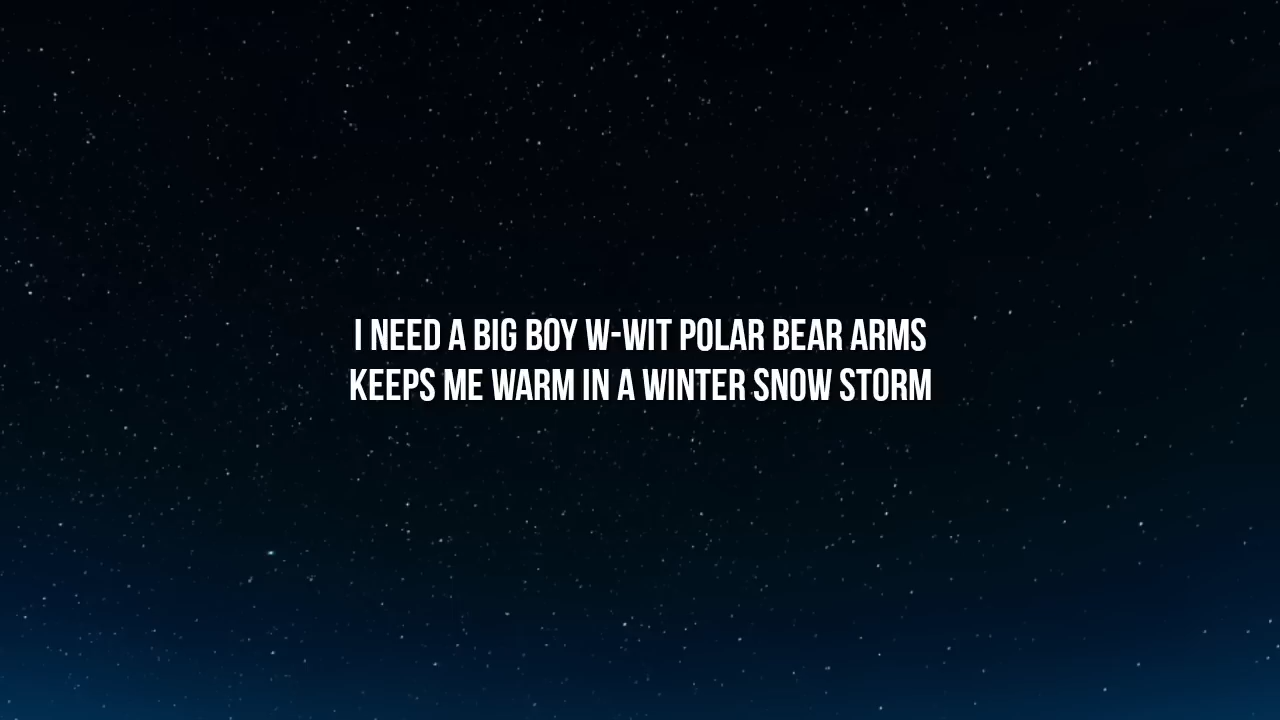 I NEED A BIG BOY W-WIT POLAR BEAR ARMS
KEEPS ME WARM IN A WINTER SNOW STORM